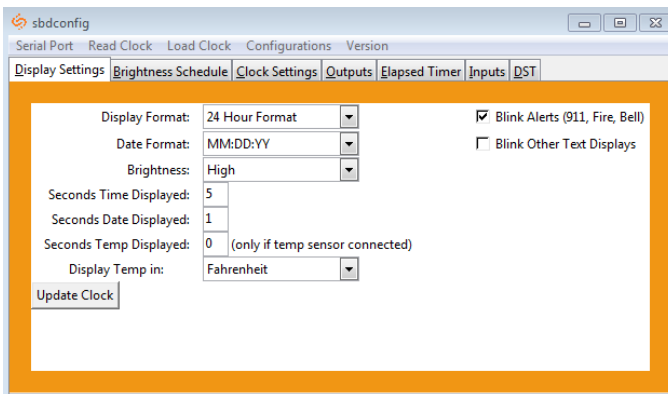 sbdconfig
Serial Port Read Clock Load Clock Configurations Version
Display Settings Brightness Schedule Clock Settings Outputs Elapsed Timer Inputs DST
Display Format: 24 Hour Format Blink Alerts (911, Fire, Bell)
Date Format: MM:DD:YY Blink Other Text Displays
Brightness: High
Seconds Time Displayed: 5
Seconds Date Displayed: 1
Seconds Temp Displayed: 0 (only if temp sensor connected)
Display Temp in: Fahrenheit
Update Clock